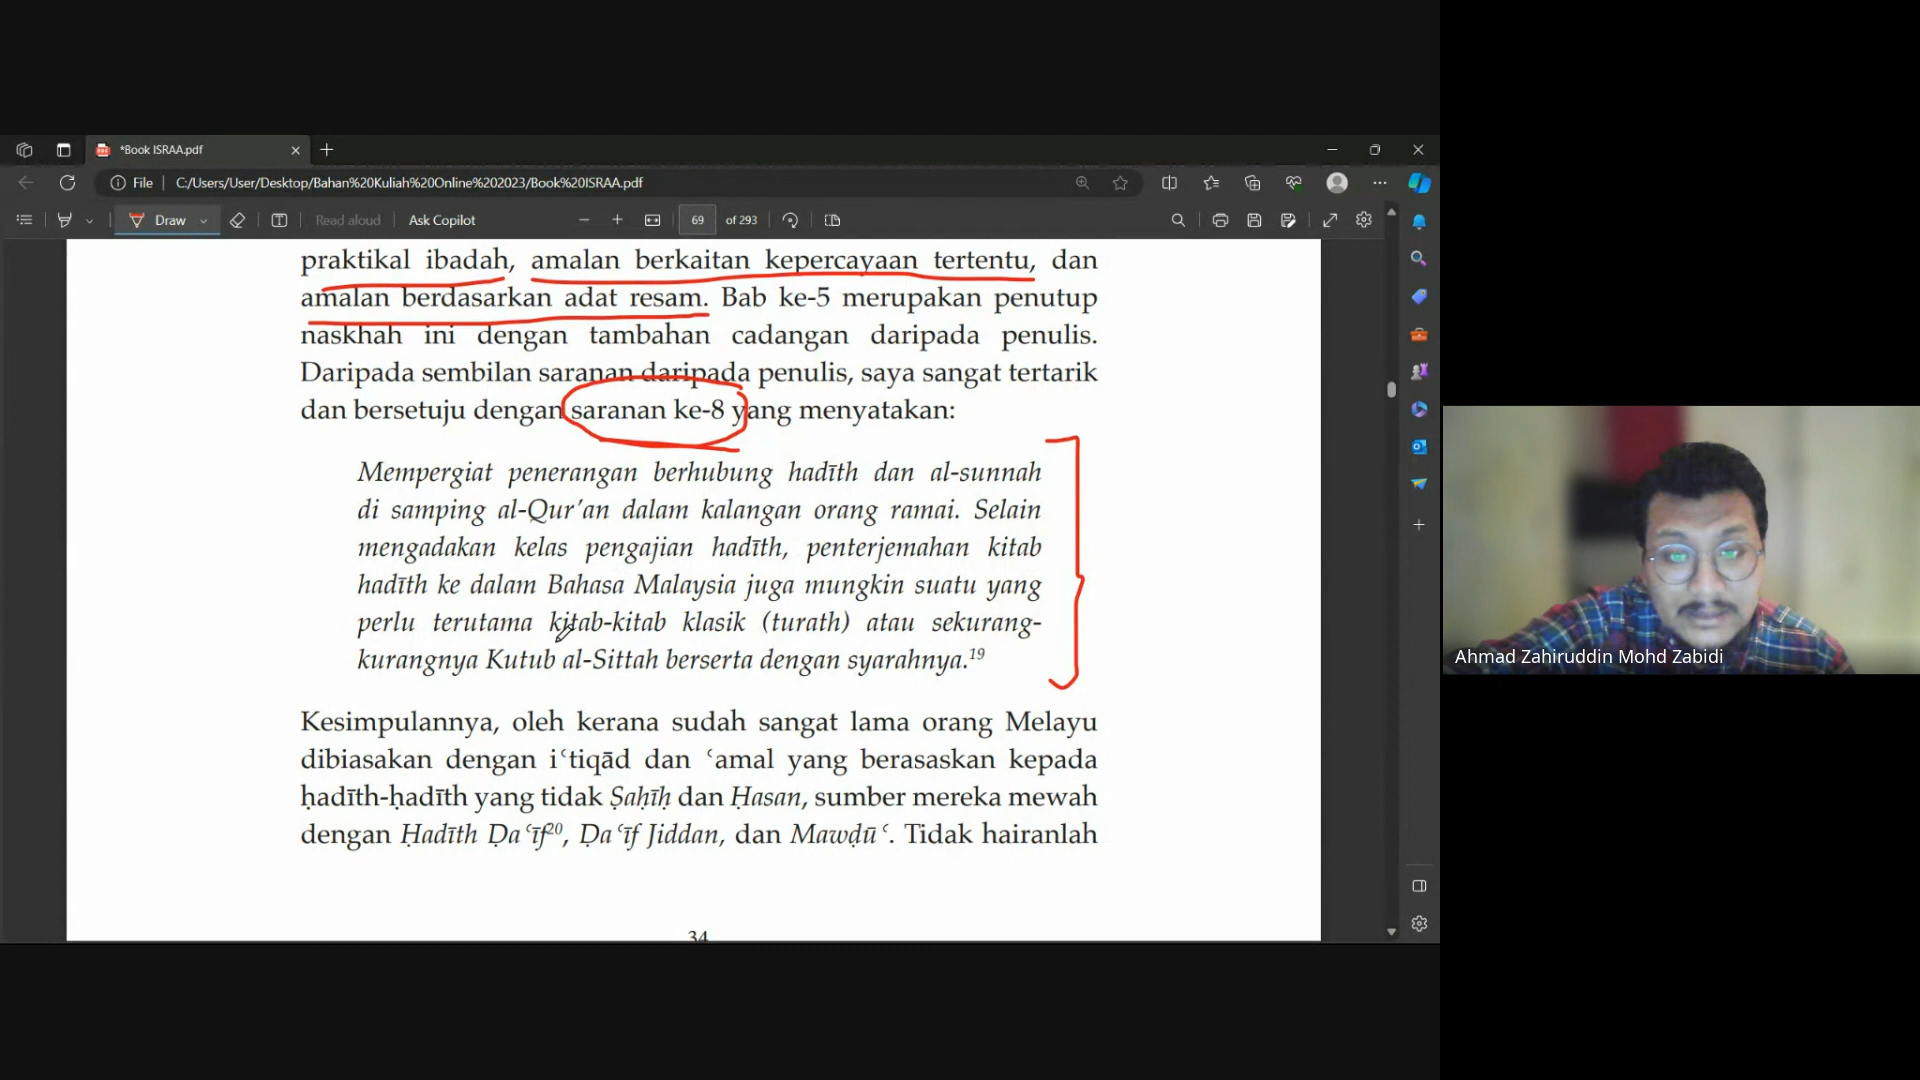 *Book ISRAA.pdf
File
C:/Users/User/Desktop/Bahan%20Kuliah%20Online%202023/Book%20ISRAA.pdf
Draw
Read aloud
Ask Copilot
69
of 293
praktikal ibadah, amalan berkaitan kepercayaan tertentu, dan
amalan berdasarkan adat resam. Bab ke-5 merupakan penutup
naskhah ini dengan tambahan cadangan daripada penulis.
Daripada sembilan saranan daripada penulis, saya sangat tertarik
dan bersetuju dengan saranan ke-8 yang menyatakan:
Mempergiat penerangan berhubung hadīth dan al-sunnah
di samping al-Qur’an dalam kalangan orang ramai. Selain
mengadakan kelas pengajian hadīth, penterjemahan kitab
hadīth ke dalam Bahasa Malaysia juga mungkin suatu yang
perlu terutama kitab-kitab klasik (turath) atau sekurang-
kurangnya Kutub al-Sittah berserta dengan syarahnya.19
Kesimpulannya, oleh kerana sudah sangat lama orang Melayu
dibiasakan dengan iʿtiqād dan ʿamal yang berasaskan kepada
ḥadīth-ḥadīth yang tidak Ṣaḥīḥ dan Ḥasan, sumber mereka mewah
dengan Ḥadīth Ḍaʿīf20, Ḍaʿīf Jiddan, dan Mawḍūʿ. Tidak hairanlah
34
Ahmad Zahiruddin Mohd Zabidi